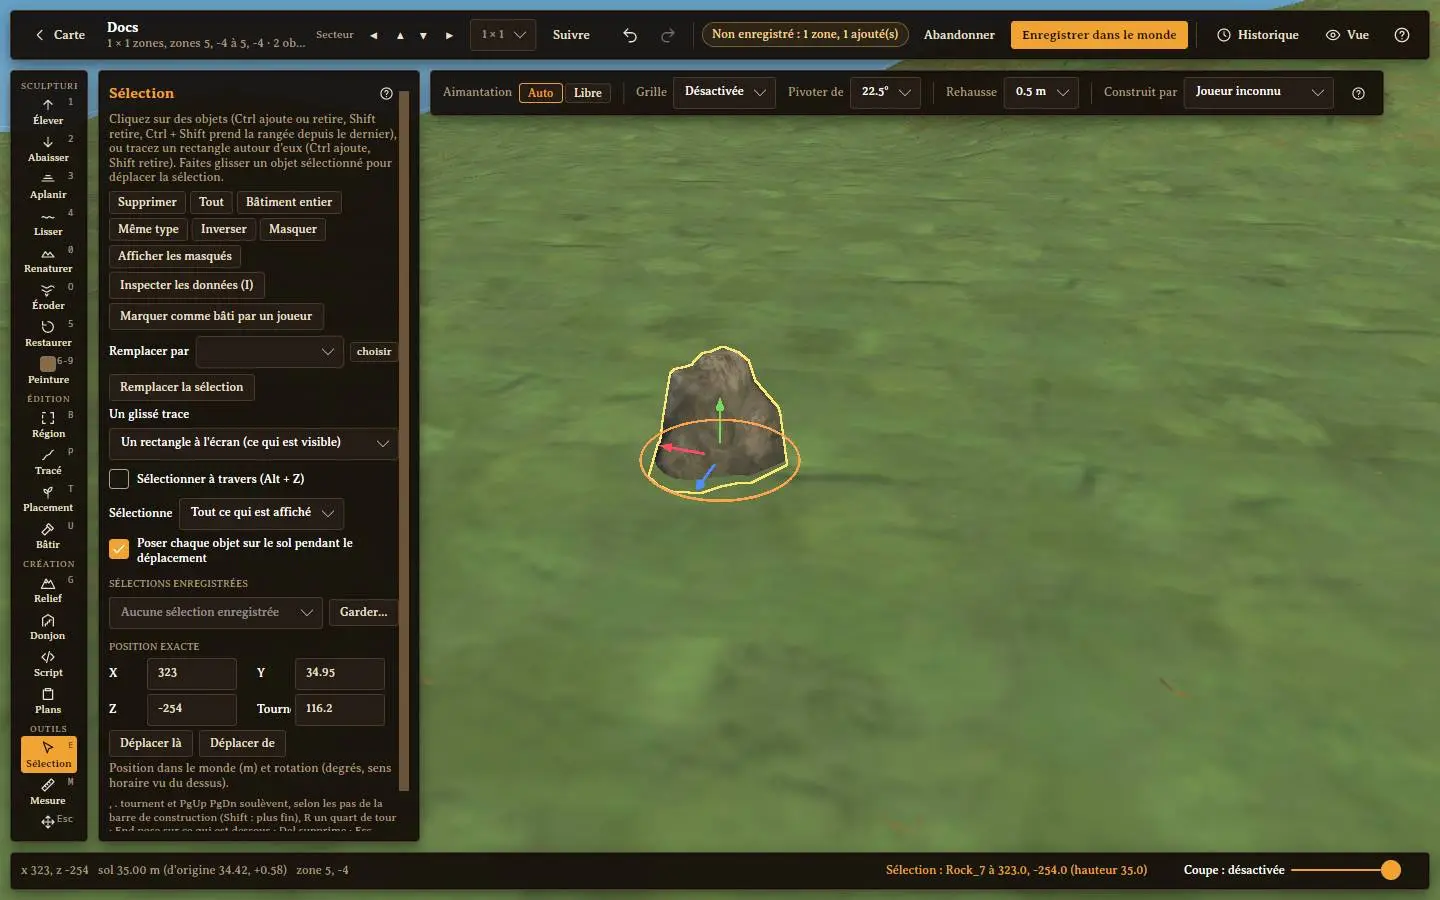 Carte
Docs
1 × 1 zones, zones 5, -4 à 5, -4 · 2 ob...
Secteur
1 × 1
Suivre
Non enregistré : 1 zone, 1 ajouté(s)
Abandonner
Enregistrer dans le monde
Historique
Vue
SCULPTURE
1
Élever
2
Abaisser
3
Aplanir
4
Lisser
0
Renaturer
O
Éroder
5
Restaurer
6-9
Peinture
ÉDITION
B
Région
P
Tracé
T
Placement
U
Bâtir
CRÉATION
G
Relief
Donjon
Script
Plans
OUTILS
E
Sélection
M
Mesure
Esc
Sélection
Cliquez sur des objets (Ctrl ajoute ou retire, Shift
retire, Ctrl + Shift prend la rangée depuis le dernier),
ou tracez un rectangle autour d'eux (Ctrl ajoute,
Shift retire). Faites glisser un objet sélectionné pour
déplacer la sélection.
Supprimer Tout Bâtiment entier
Même type Inverser Masquer
Afficher les masqués
Inspecter les données (I)
Marquer comme bâti par un joueur
Remplacer par choisir
Remplacer la sélection
Un glissé trace
Un rectangle à l'écran (ce qui est visible)
Sélectionner à travers (Alt + Z)
Sélectionne Tout ce qui est affiché
Poser chaque objet sur le sol pendant le
déplacement
SÉLECTIONS ENREGISTRÉES
Aucune sélection enregistrée Garder...
POSITION EXACTE
X 323 Y 34.95
Z -254 Tourn 116.2
Déplacer là Déplacer de
Position dans le monde (m) et rotation (degrés, sens
horaire vu du dessus).
, . tournent et PgUp PgDn soulèvent, selon les pas de la
barre de construction (Shift : plus fin), R un quart de tour
Aimantation Auto Libre Grille Désactivée Pivoter de 22.5° Rehausse 0.5 m Construit par Joueur inconnu
x 323, z -254 sol 35.00 m (d'origine 34.42, +0.58) zone 5, -4
Sélection : Rock_7 à 323.0, -254.0 (hauteur 35.0)
Coupe : désactivée